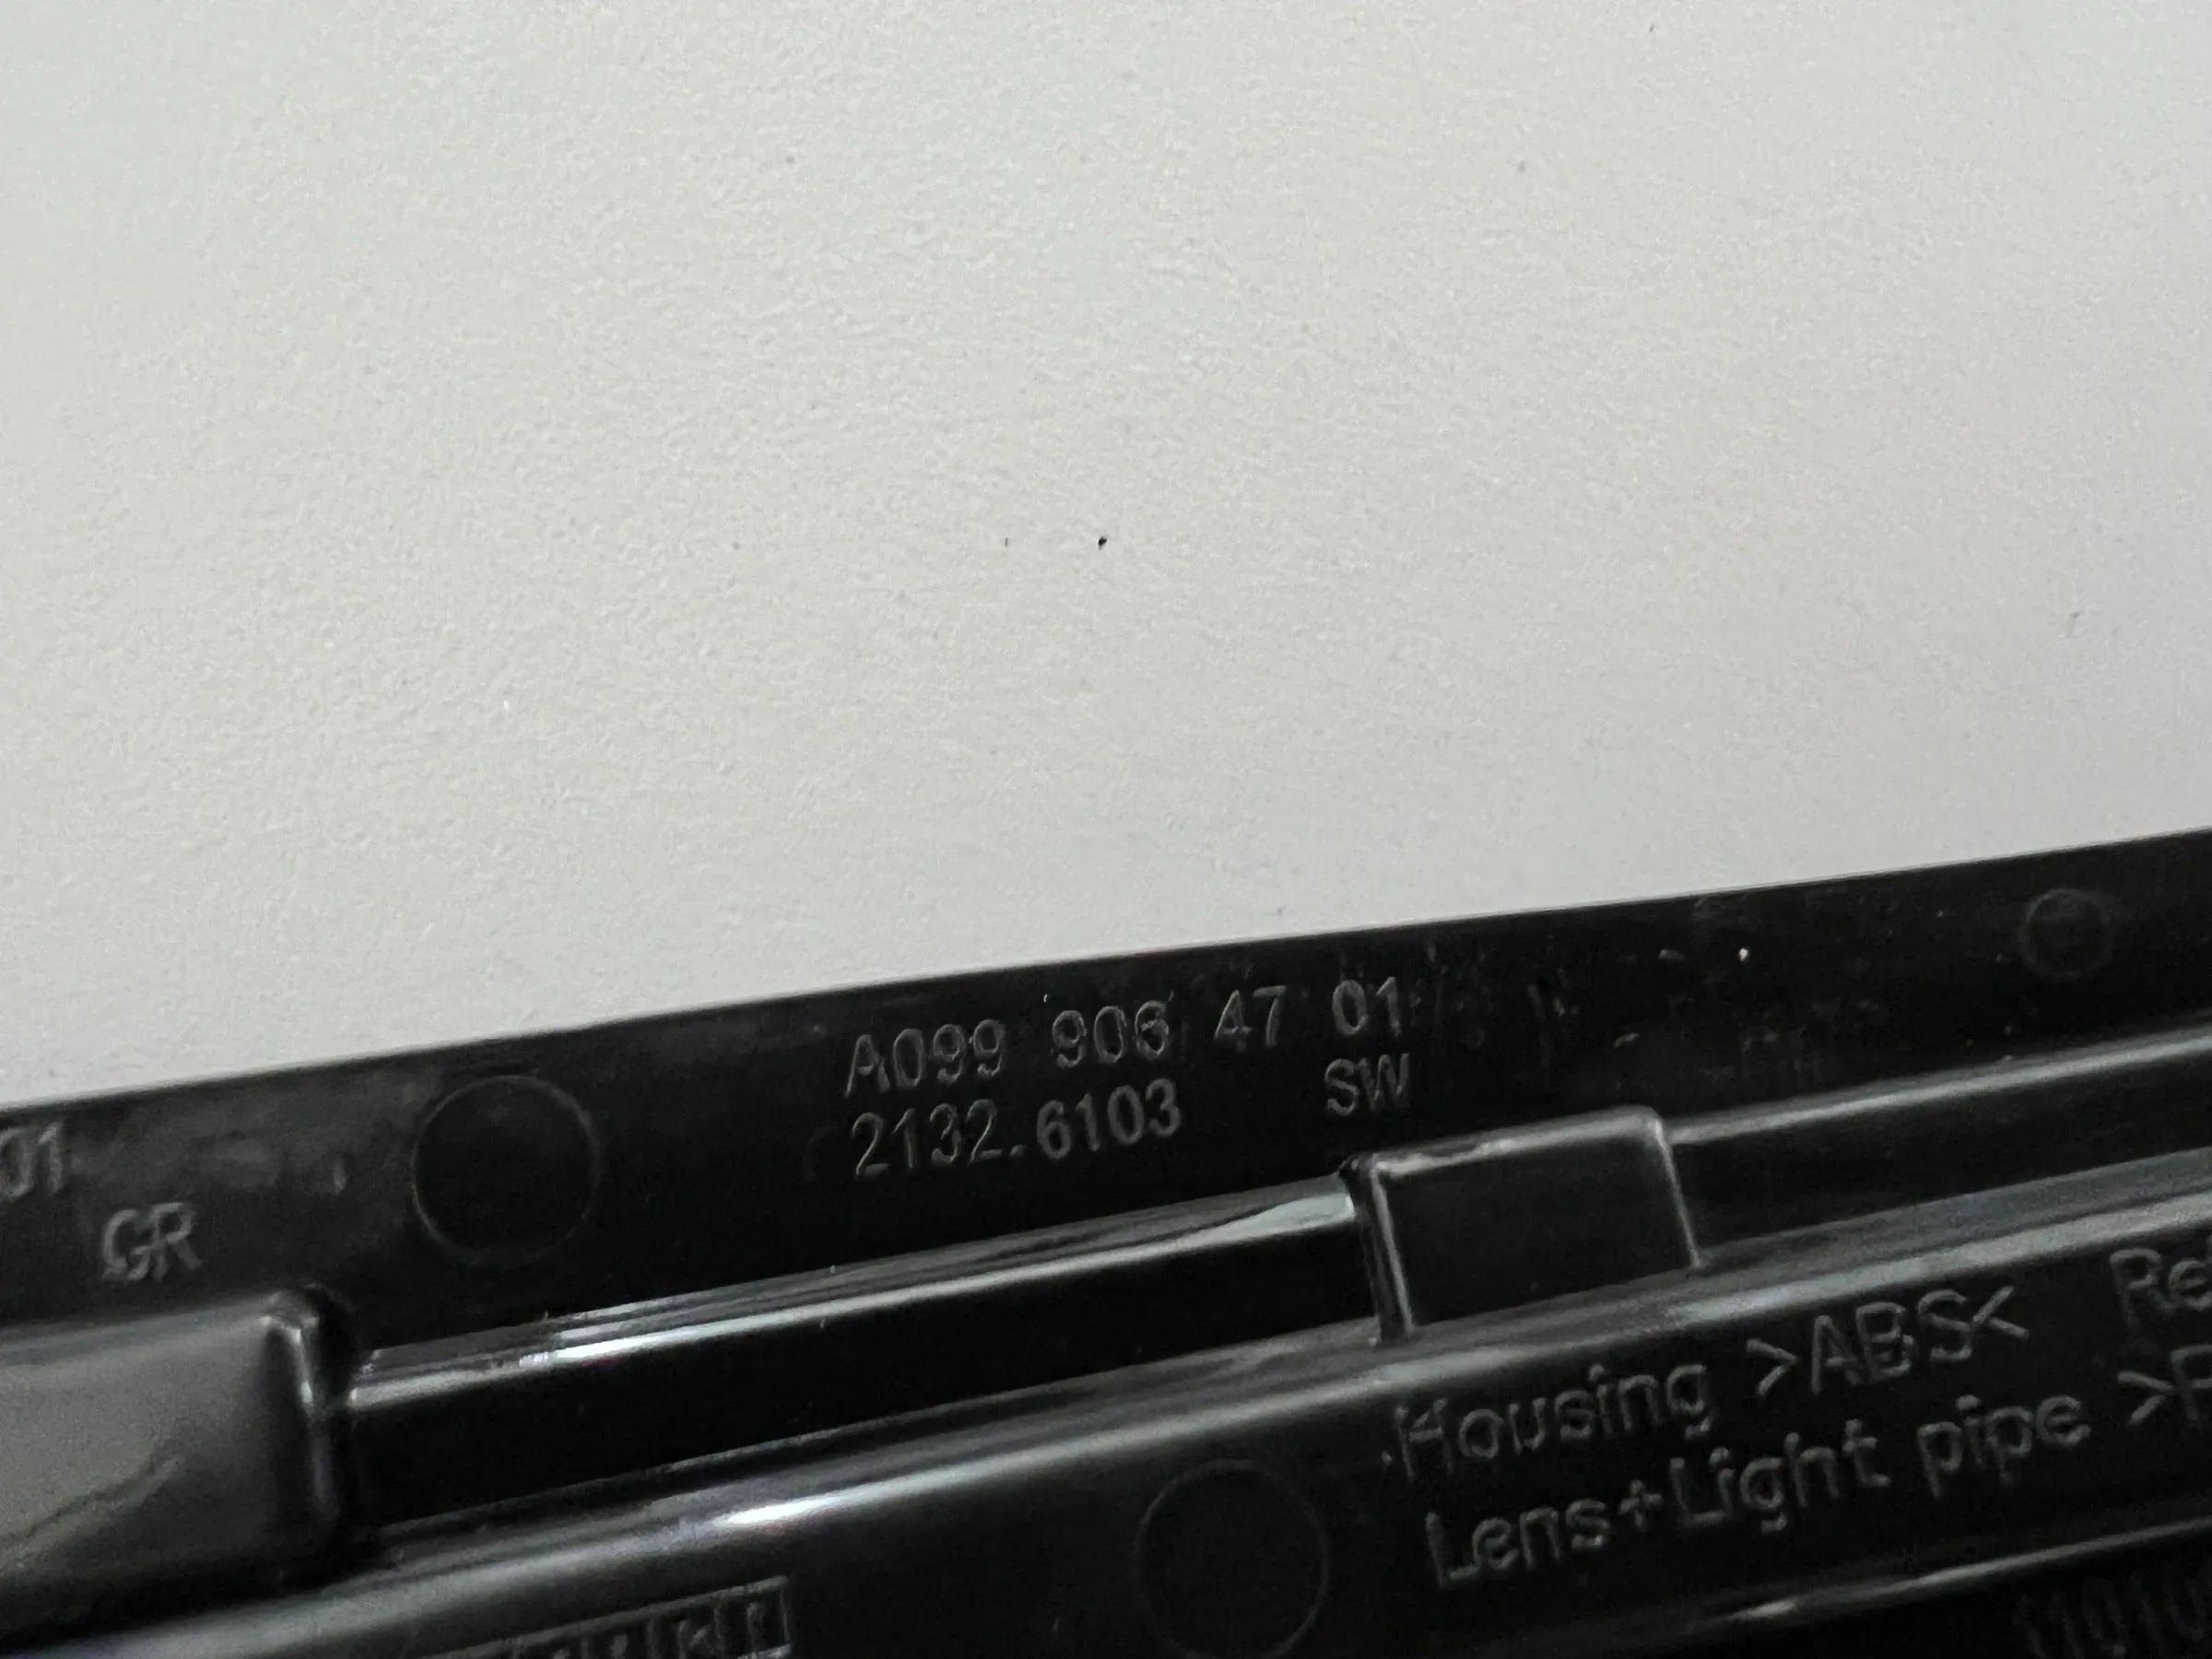 A099 906 47 01
2132.6103 SW
01
GR
Housing >ABS<
Lens+Light pipe